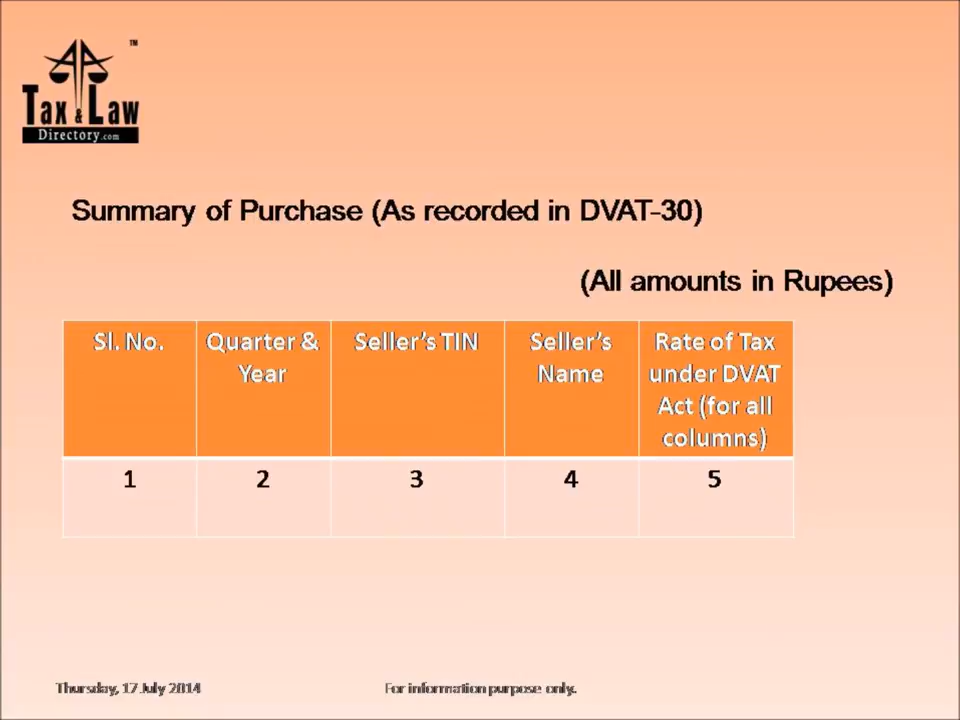 ™
Tax & Law
Directory.com
Summary of Purchase (As recorded in DVAT-30)
(All amounts in Rupees)
Sl. No.
Quarter &
Year
Seller's TIN
Seller's
Name
Rate of Tax
under DVAT
Act (for all
columns)
1 2 3 4 5
Thursday, 17 July 2014
For information purpose only.